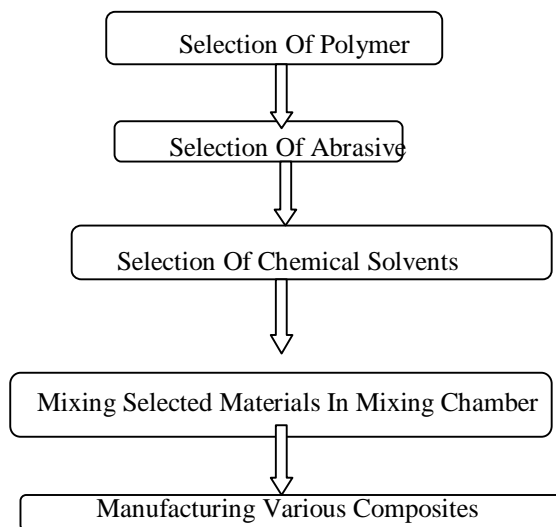 Selection Of Polymer
Selection Of Abrasive
Selection Of Chemical Solvents
Mixing Selected Materials In Mixing Chamber
Manufacturing Various Composites